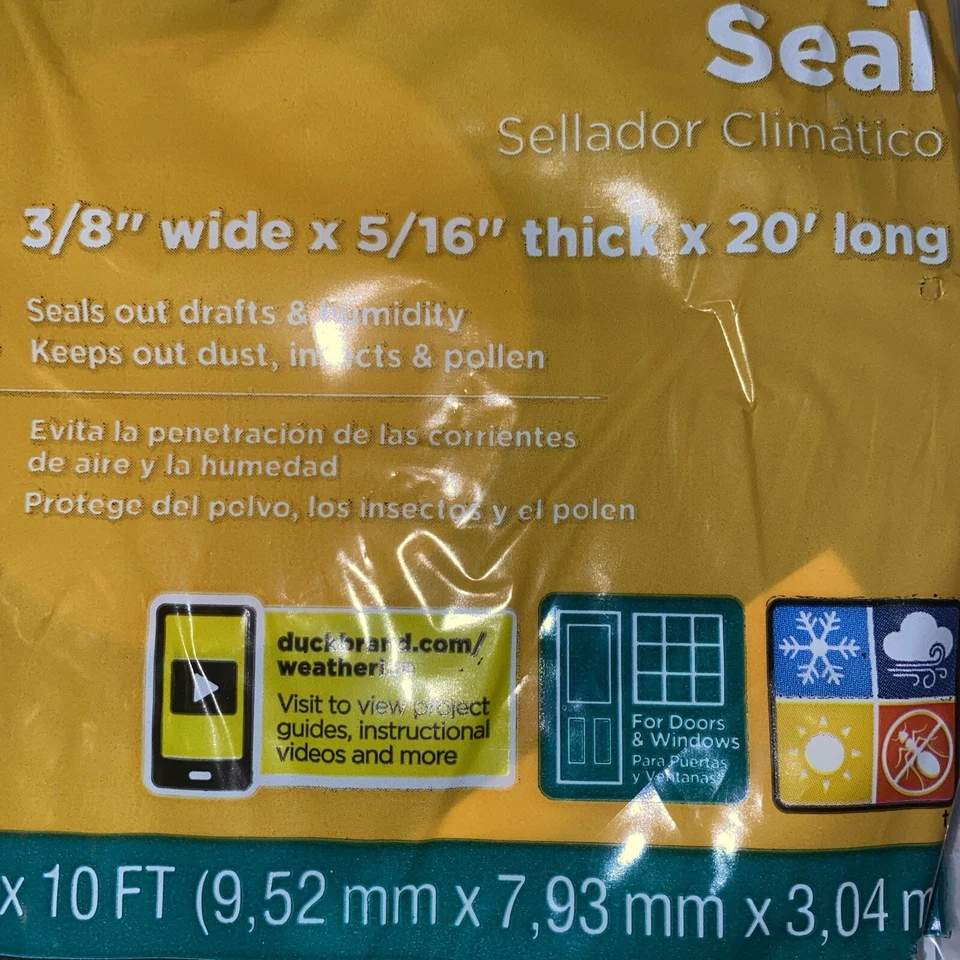 Seal
Sellador Climático
3/8" wide x 5/16" thick x 20' long
Seals out drafts & humidity
Keeps out dust, insects & pollen
Evita la penetración de las corrientes
de aire y la humedad
Protege del polvo, los insectos y el polen
duckbrand.com/
Visit to view project
guides, instructional
videos and more
For Doors
& Windows
Para Puertas
y Ventanas
x 10 FT (9,52 mm x 7,93 mm x 3,04 m